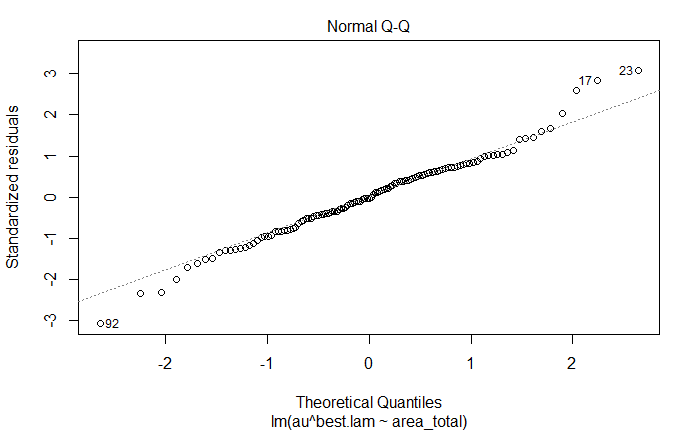 Normal Q-Q
Standardized residuals
3
2
1
0
-1
-2
-3
17
23
92
-2 -1 0 1 2
Theoretical Quantiles
lm(au^best.lam ~ area_total)